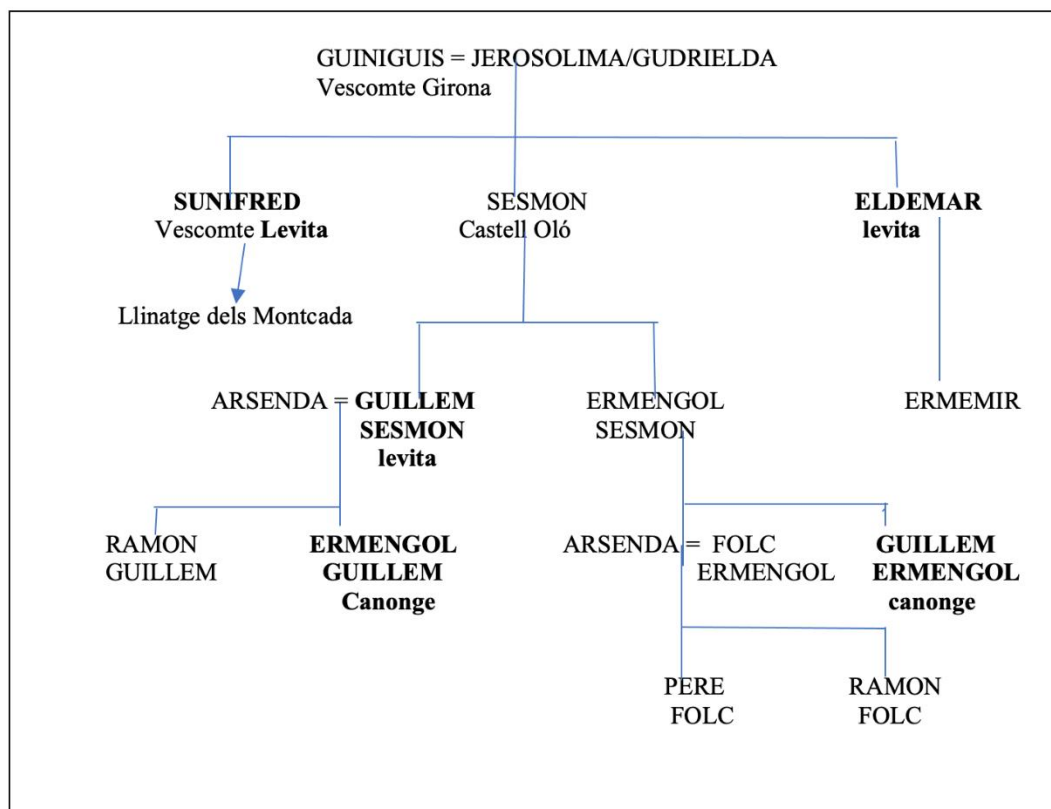 GUINIGUIS = JEROSOLIMA/GUDRIELDA
Vescomte Girona
SUNIFRED
Vescomte Levita
SESMON
Castell Oló
ELDEMAR
levita
Llinatge dels Montcada
ARSENDA = GUILLEM
SESMON
levita
ERMENGOL
SESMON
ERMEMIR
RAMON
GUILLEM
ERMENGOL
GUILLEM
Canonge
ARSENDA = FOLC
ERMENGOL
GUILLEM
ERMENGOL
canonge
PERE
FOLC
RAMON
FOLC